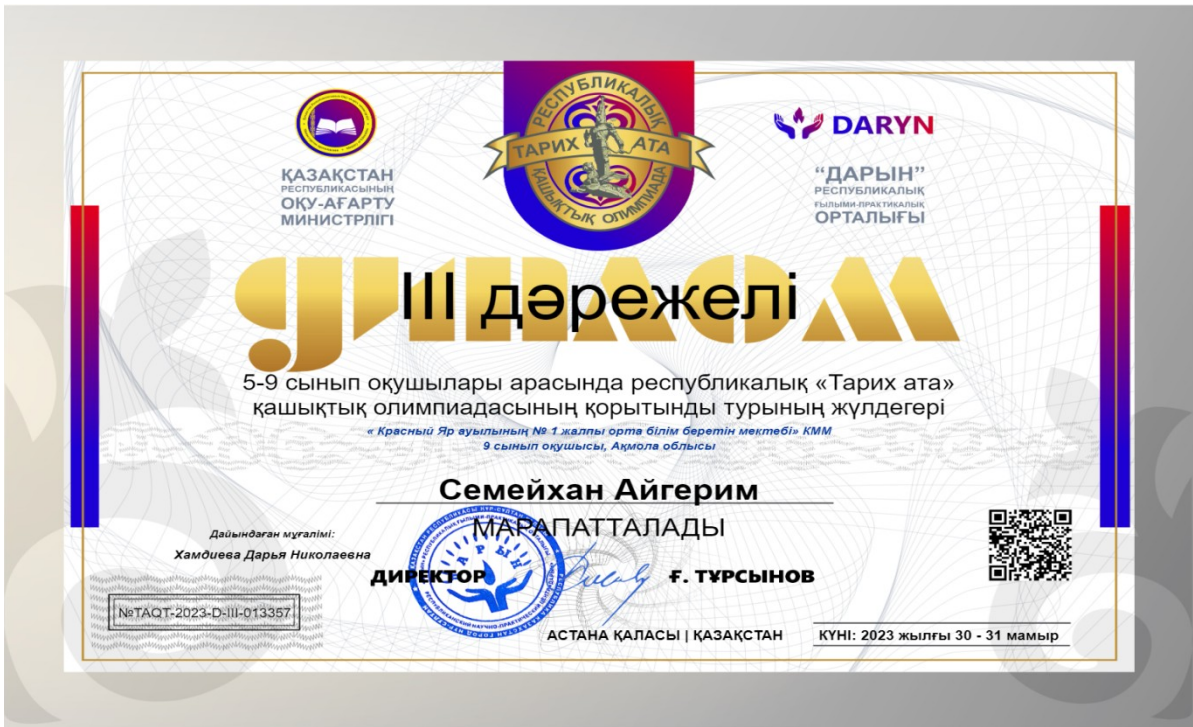 ҚАЗАҚСТАН
РЕСПУБЛИКАСЫНЫҢ
ОҚУ-АҒАРТУ
МИНИСТРЛІГІ
РЕСПУБЛИКАЛЫҚ
ТАРИХ АТА
ҚАШЫҚТЫҚ ОЛИМПИАДА
DARYN
“ДАРЫН”
РЕСПУБЛИКАЛЫҚ
ҒЫЛЫМИ-ПРАКТИКАЛЫҚ
ОРТАЛЫҒЫ
ДИПЛОМ
III дәрежелі
5-9 сынып оқушылары арасында республикалық «Тарих ата»
қашықтық олимпиадасының қорытынды турының жүлдегері
« Красный Яр ауылының № 1 жалпы орта білім беретін мектебі» КММ
9 сынып оқушысы, Ақмола облысы
Семейхан Айгерим
МАРАПАТТАЛАДЫ
Дайындаған мұғалімі:
Хамдиева Дарья Николаевна
ДИРЕКТОР
Ғ. ТҰРСЫНОВ
ДАРЫН
№TAQT-2023-D-III-013357
АСТАНА ҚАЛАСЫ | ҚАЗАҚСТАН
КҮНІ: 2023 жылғы 30 - 31 мамыр